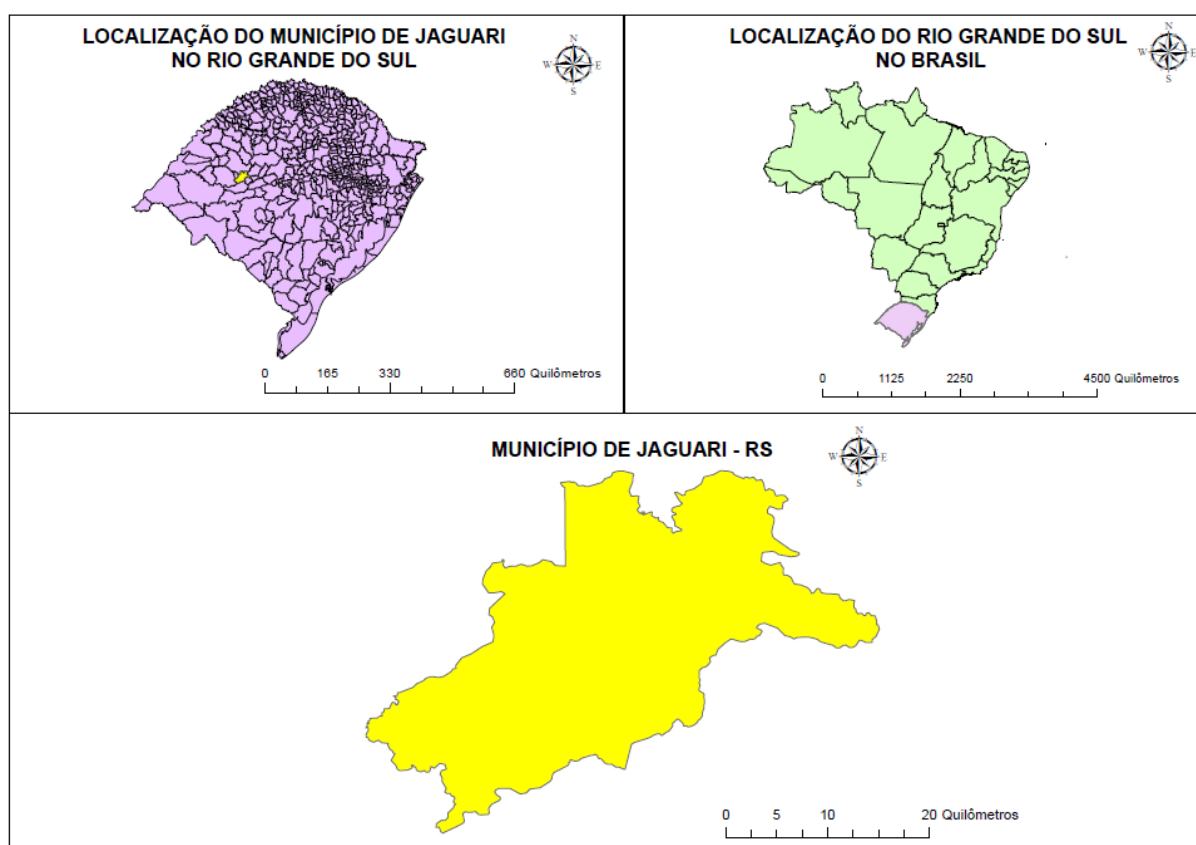 LOCALIZAÇÃO DO MUNICÍPIO DE JAGUARI
NO RIO GRANDE DO SUL
N
W E
S
0 165 330 660 Quilômetros
LOCALIZAÇÃO DO RIO GRANDE DO SUL
NO BRASIL
N
W E
S
0 1125 2250 4500 Quilômetros
MUNICÍPIO DE JAGUARI - RS
N
W E
S
0 5 10 20 Quilômetros